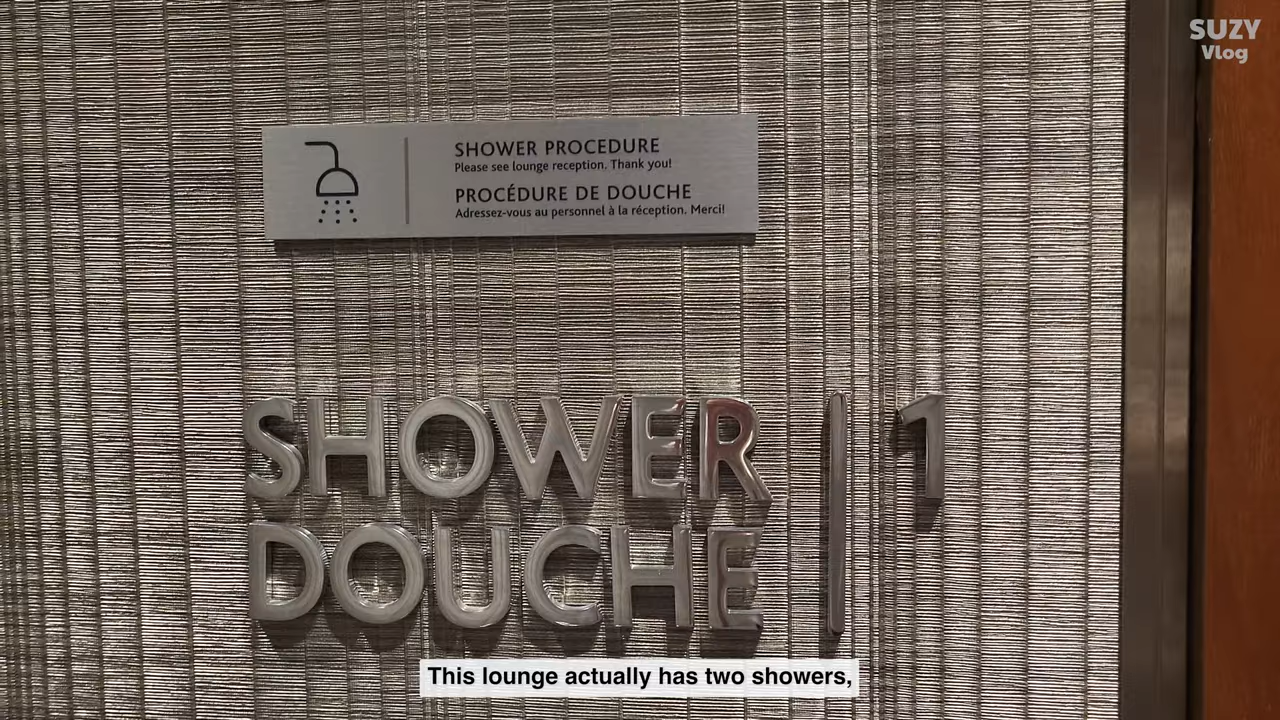 SUZY
Vlog
SHOWER PROCEDURE
Please see lounge reception. Thank you!
PROCÉDURE DE DOUCHE
Adressez-vous au personnel à la réception. Merci!
SHOWER | 1
DOUCHE
This lounge actually has two showers,